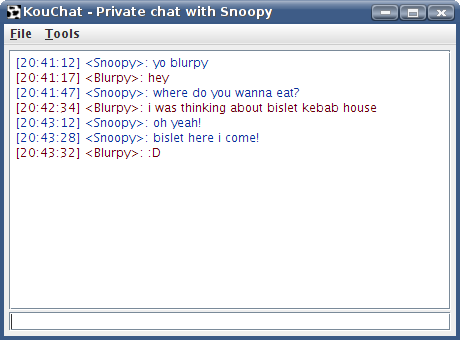 KouChat - Private chat with Snoopy
File Tools
[20:41:12] <Snoopy>: yo blurpy
[20:41:17] <Blurpy>: hey
[20:41:47] <Snoopy>: where do you wanna eat?
[20:42:34] <Blurpy>: i was thinking about bislet kebab house
[20:43:12] <Snoopy>: oh yeah!
[20:43:28] <Snoopy>: bislet here i come!
[20:43:32] <Blurpy>: :D